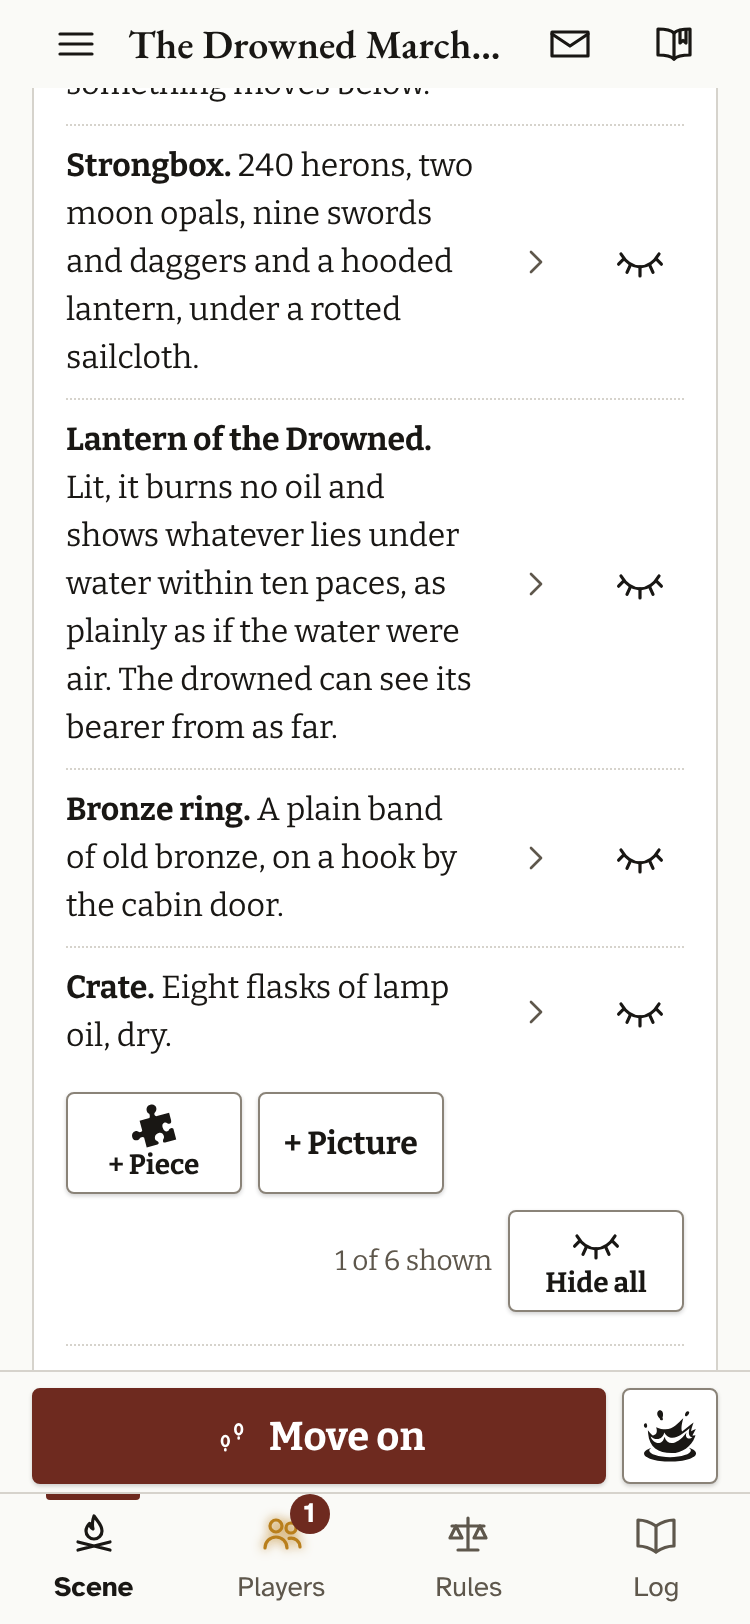 The Drowned March...
something moves below.
Strongbox. 240 herons, two
moon opals, nine swords
and daggers and a hooded
lantern, under a rotted
sailcloth.
Lantern of the Drowned.
Lit, it burns no oil and
shows whatever lies under
water within ten paces, as
plainly as if the water were
air. The drowned can see its
bearer from as far.
Bronze ring. A plain band
of old bronze, on a hook by
the cabin door.
Crate. Eight flasks of lamp
oil, dry.
+ Piece
+ Picture
1 of 6 shown
Hide all
Move on
1
Scene
Players
Rules
Log